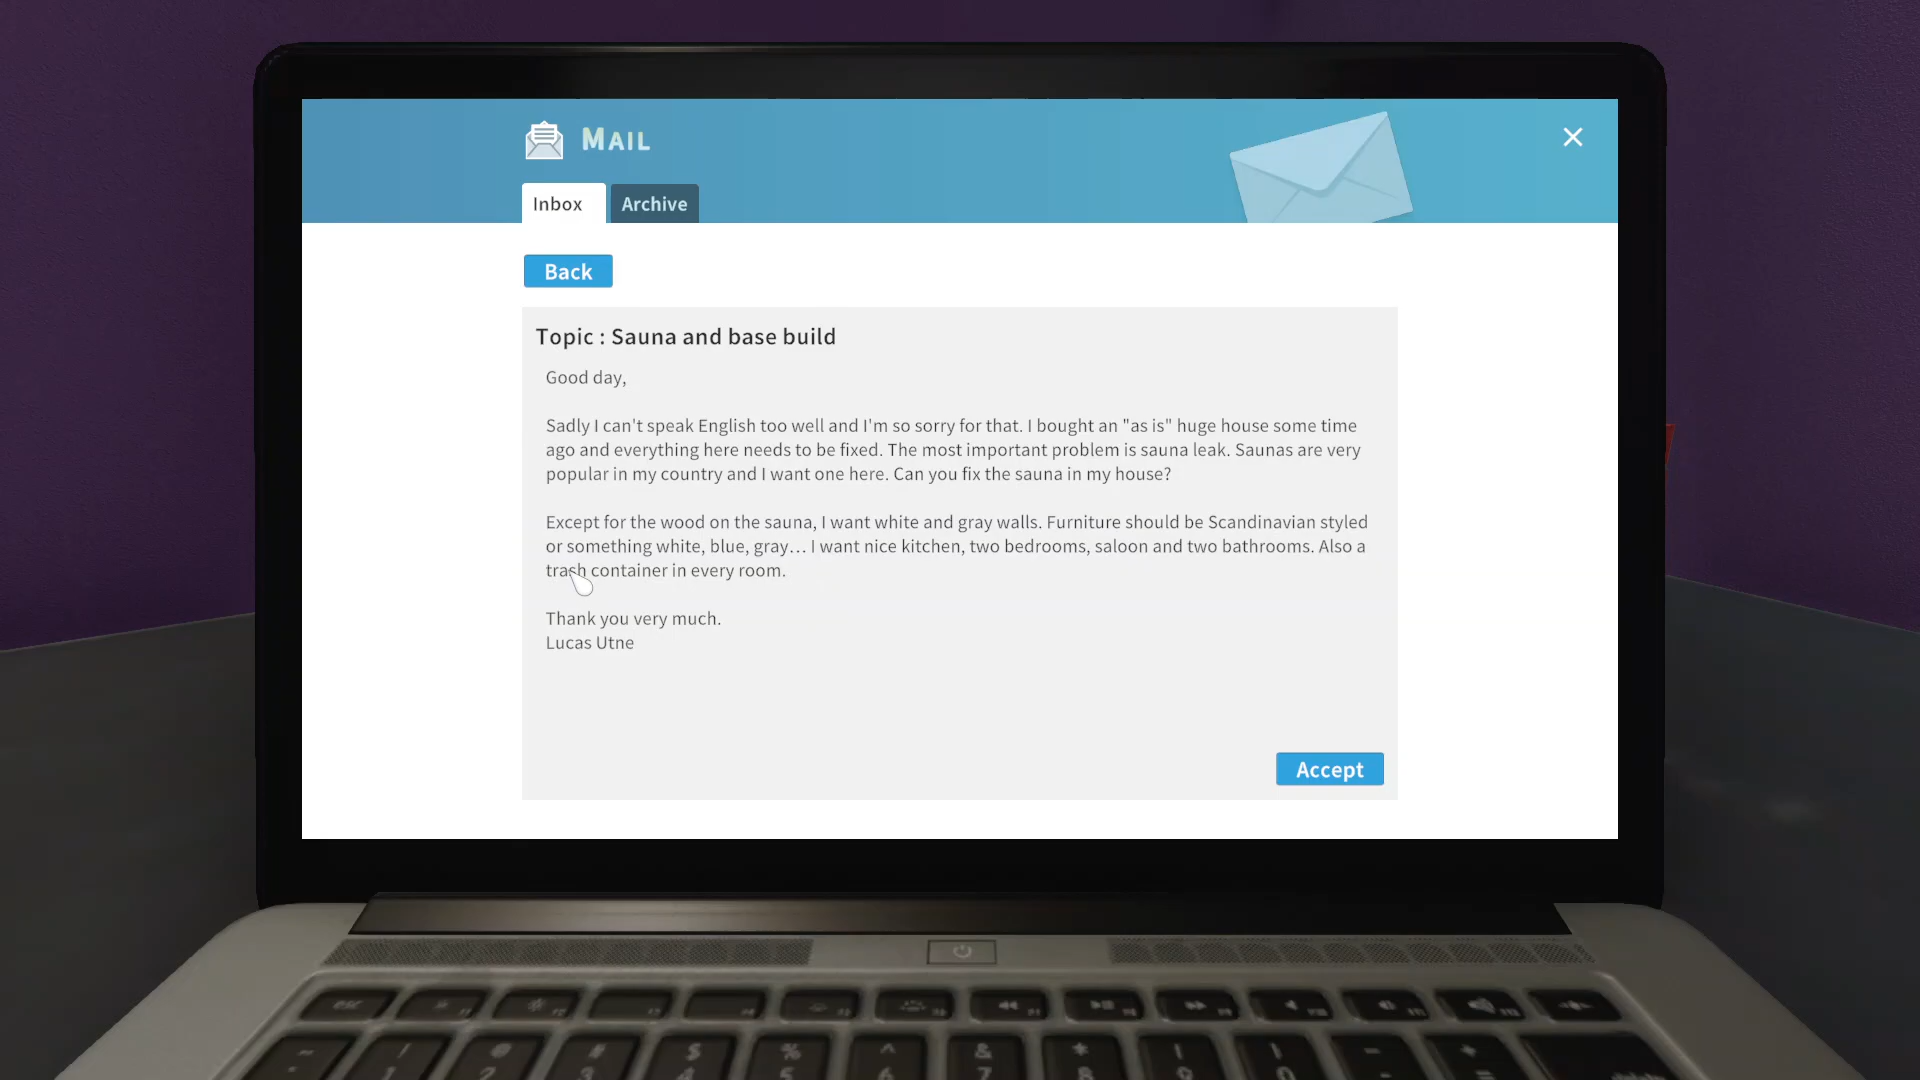 MAIL
Inbox
Archive
Back
Topic : Sauna and base build
Good day,
Sadly I can't speak English too well and I'm so sorry for that. I bought an "as is" huge house some time
ago and everything here needs to be fixed. The most important problem is sauna leak. Saunas are very
popular in my country and I want one here. Can you fix the sauna in my house?
Except for the wood on the sauna, I want white and gray walls. Furniture should be Scandinavian styled
or something white, blue, gray... I want nice kitchen, two bedrooms, saloon and two bathrooms. Also a
trash container in every room.
Thank you very much.
Lucas Utne
Accept
esc